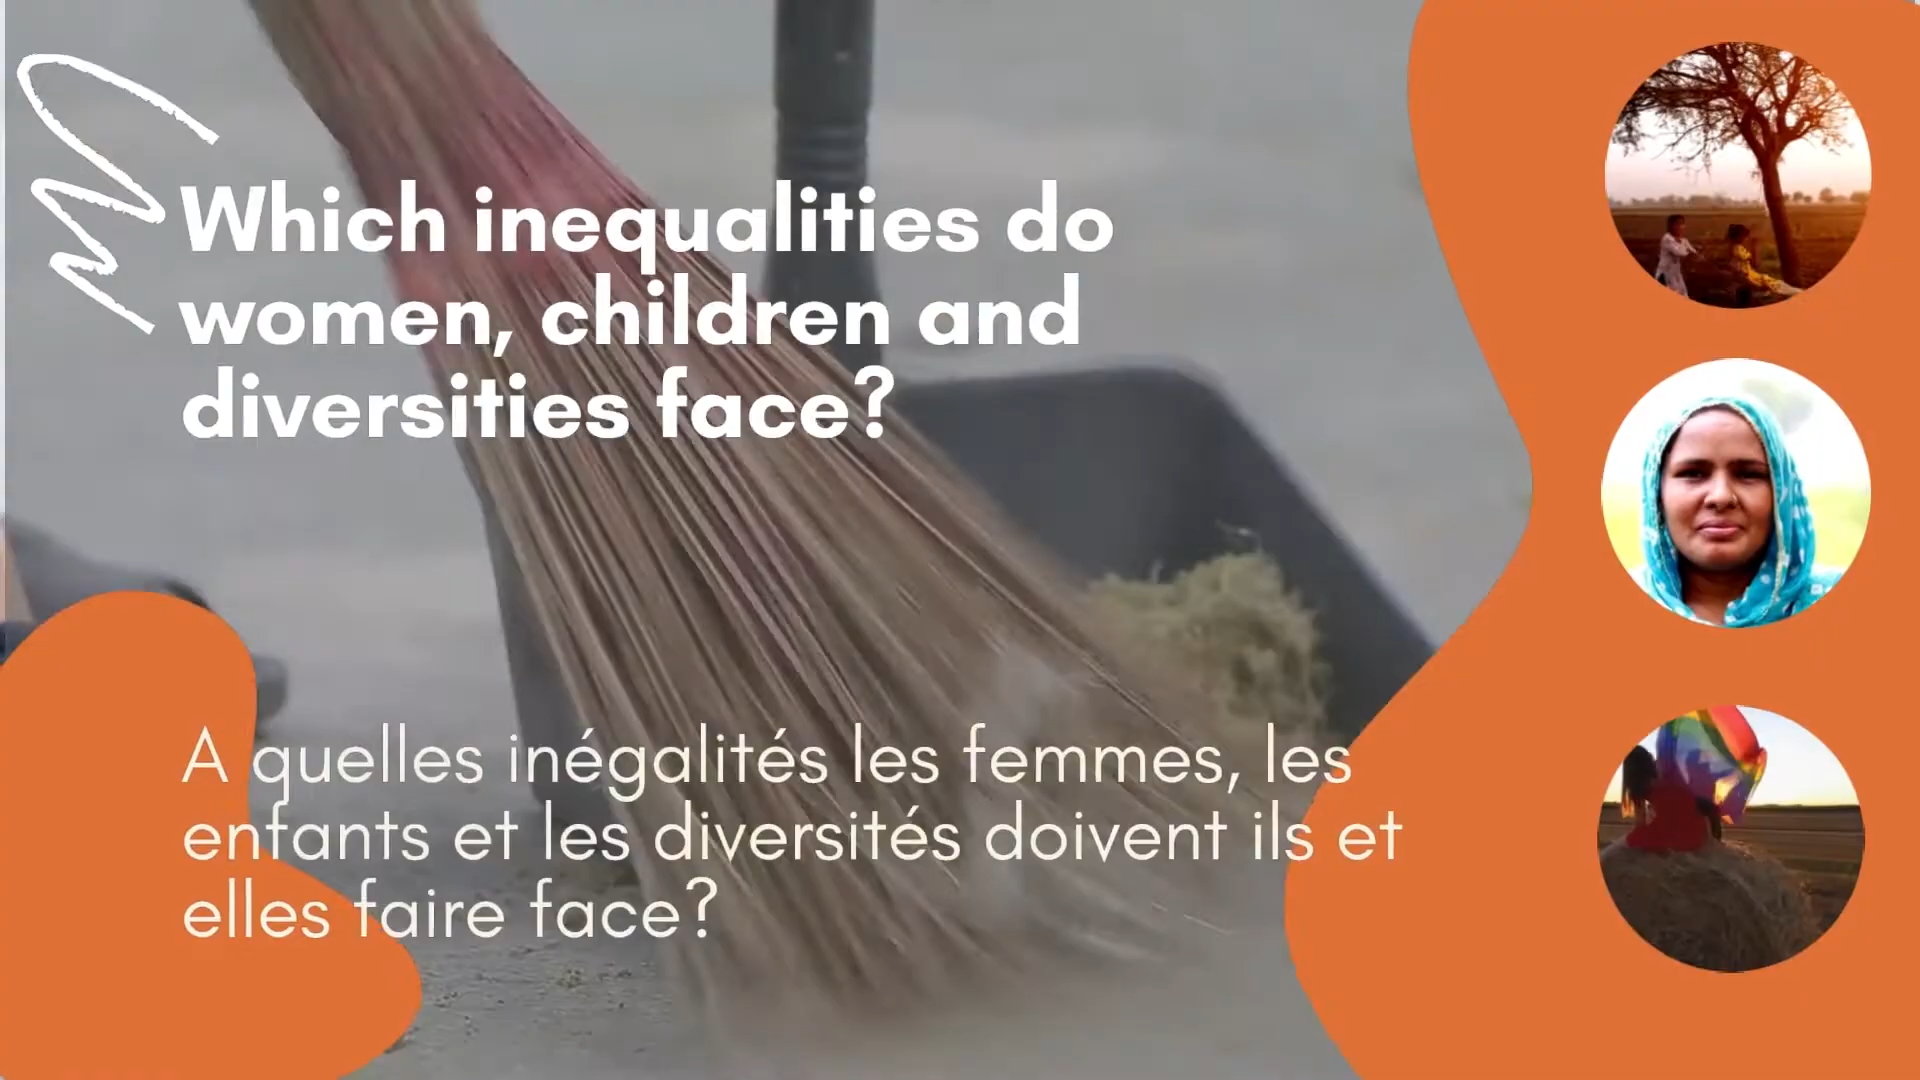 Which inequalities do
women, children and
diversities face?
A quelles inégalités les femmes, les
enfants et les diversités doivent ils et
elles faire face?